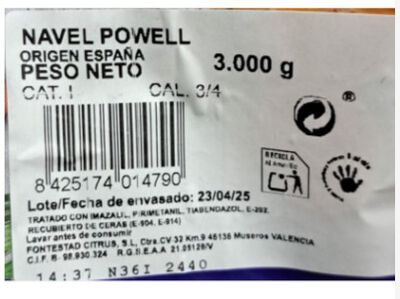 NAVEL POWELL
ORIGEN ESPAÑA
PESO NETO 3.000 g
CAT. I CAL. 3/4
®
RECICLA
8 425174 014790
Lote/Fecha de envasado: 23/04/25
TRATADO CON IMAZALIL, PIRIMETANIL, TIABENDAZOL, E-202.
RECUBIERTO DE CERAS (E-904, E-914)
Lavar antes de consumir
FONTESTAD CITRUS, S.L, Ctra. CV 32 Km.9 46136 Museros VALENCIA
C.I.F. B- 98.930.324 R.G.S.E.A.A 21.05128/V
14:37 N36I 2440